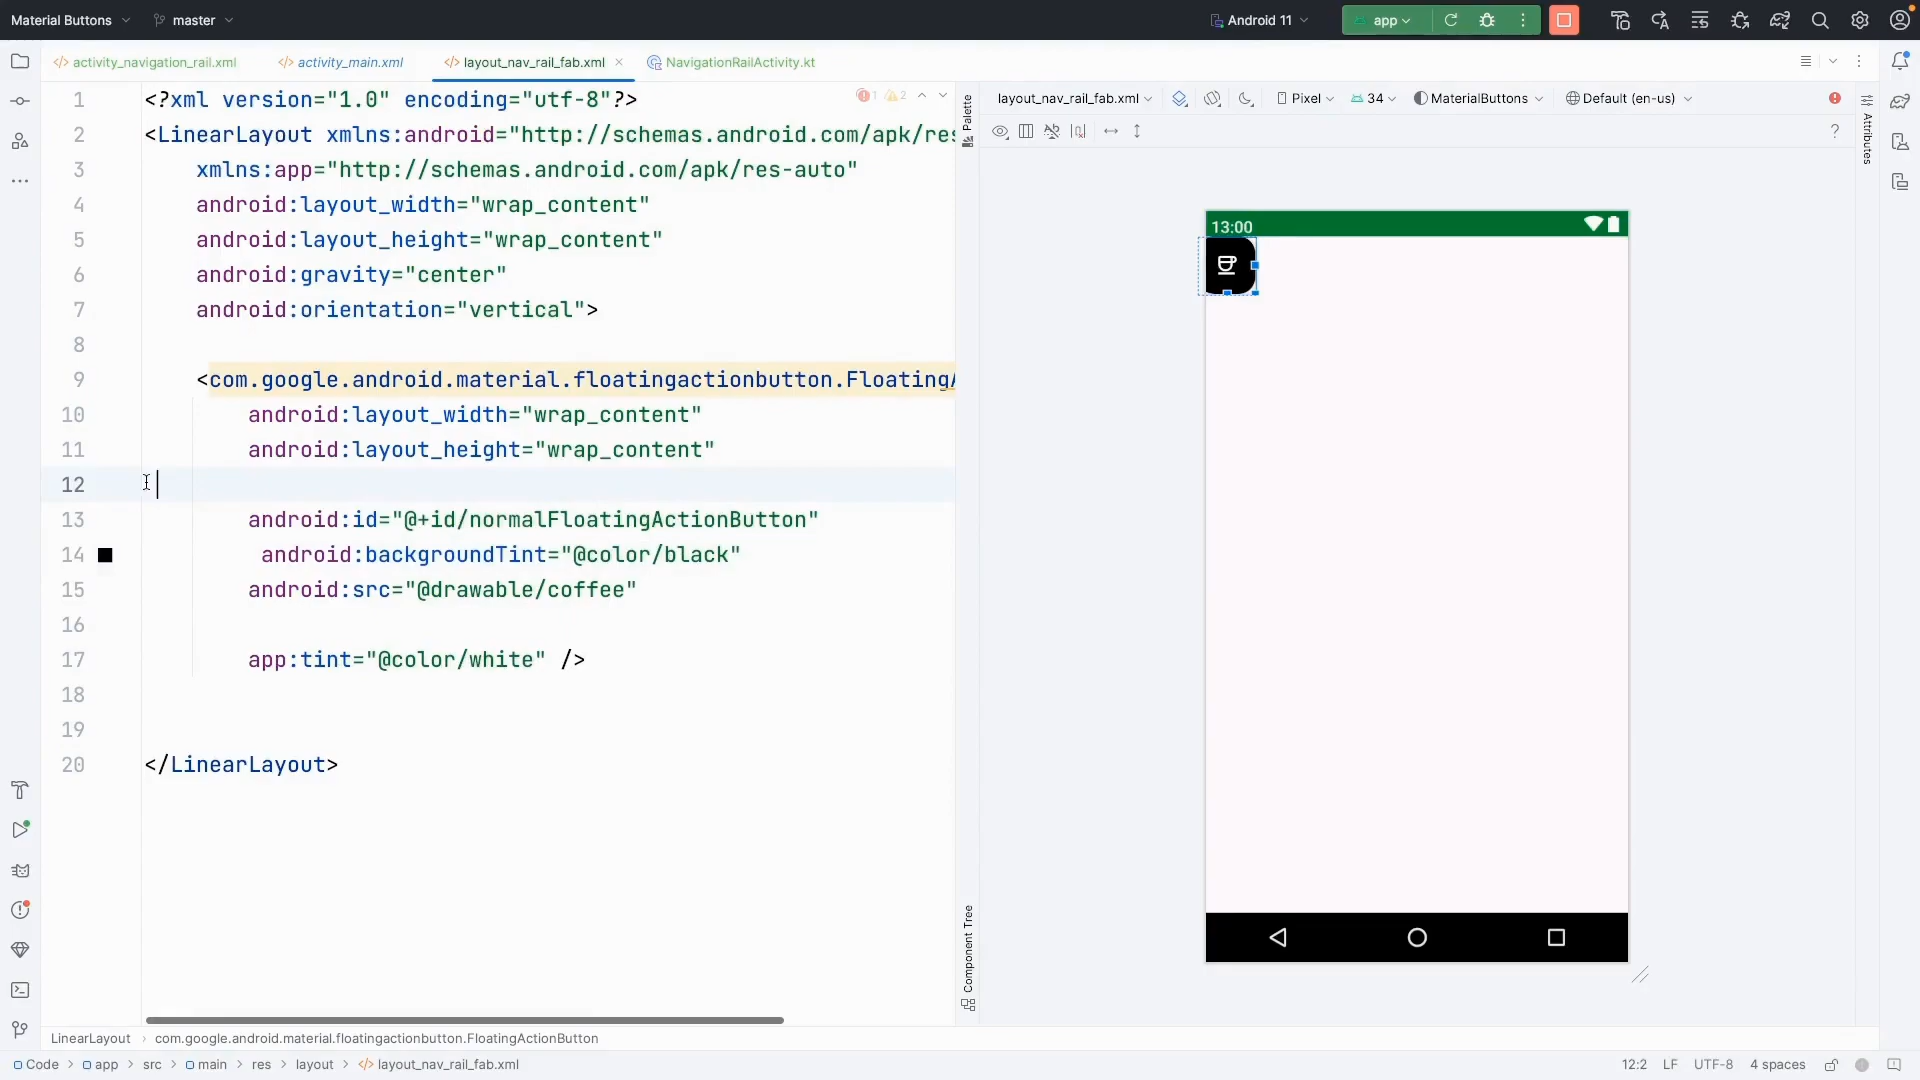 Material Buttons
master
Android 11
app
activity_navigation_rail.xml
activity_main.xml
layout_nav_rail_fab.xml
NavigationRailActivity.kt
1 <?xml version="1.0" encoding="utf-8"?>
1 2
2 <LinearLayout xmlns:android="http://schemas.android.com/apk/res
3 xmlns:app="http://schemas.android.com/apk/res-auto"
4 android:layout_width="wrap_content"
5 android:layout_height="wrap_content"
6 android:gravity="center"
7 android:orientation="vertical">
8
9 <com.google.android.material.floatingactionbutton.FloatingA
10 android:layout_width="wrap_content"
11 android:layout_height="wrap_content"
12
13 android:id="@+id/normalFloatingActionButton"
14 android:backgroundTint="@color/black"
15 android:src="@drawable/coffee"
16
17 app:tint="@color/white" />
18
19
20 </LinearLayout>
Palette
Component Tree
layout_nav_rail_fab.xml
Pixel
34
MaterialButtons
Default (en-us)
?
Attributes
13:00
LinearLayout
com.google.android.material.floatingactionbutton.FloatingActionButton
Code
app
src
main
res
layout
layout_nav_rail_fab.xml
12:2
LF
UTF-8
4 spaces